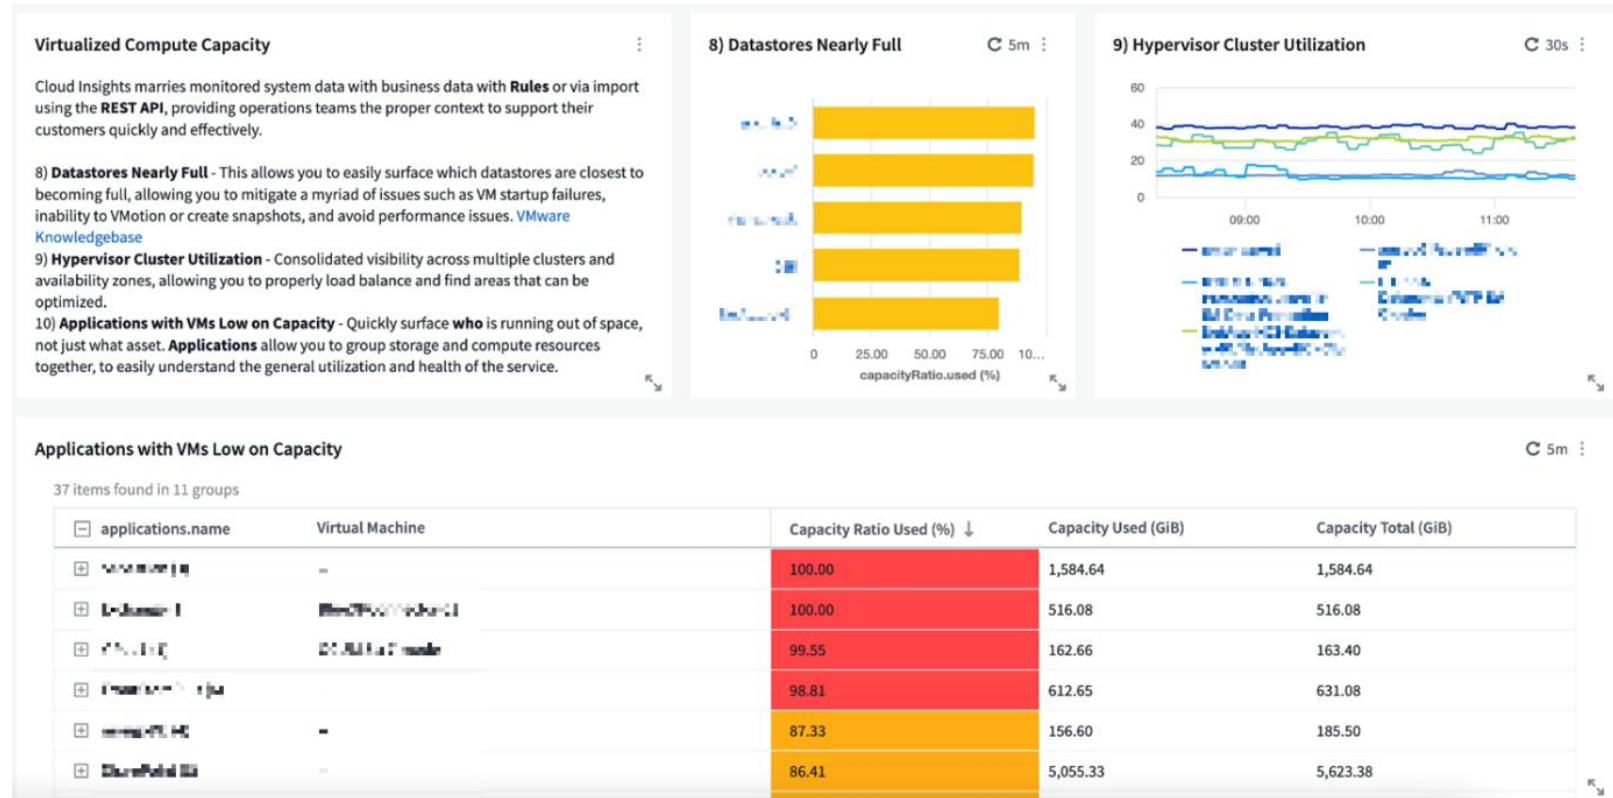 Virtualized Compute Capacity
Cloud Insights marries monitored system data with business data with Rules or via import
using the REST API, providing operations teams the proper context to support their
customers quickly and effectively.
8) Datastores Nearly Full - This allows you to easily surface which datastores are closest to
becoming full, allowing you to mitigate a myriad of issues such as VM startup failures,
inability to VMotion or create snapshots, and avoid performance issues. VMware
Knowledgebase
9) Hypervisor Cluster Utilization - Consolidated visibility across multiple clusters and
availability zones, allowing you to properly load balance and find areas that can be
optimized.
10) Applications with VMs Low on Capacity - Quickly surface who is running out of space,
not just what asset. Applications allow you to group storage and compute resources
together, to easily understand the general utilization and health of the service.
8) Datastores Nearly Full 5m
0 25.00 50.00 75.00 10...
capacityRatio.used (%)
9) Hypervisor Cluster Utilization 30s
60
40
20
0
09:00 10:00 11:00
Applications with VMs Low on Capacity 5m
37 items found in 11 groups
applications.name Virtual Machine Capacity Ratio Used (%) ↓ Capacity Used (GiB) Capacity Total (GiB)
– 100.00 1,584.64 1,584.64
100.00 516.08 516.08
99.55 162.66 163.40
98.81 612.65 631.08
– 87.33 156.60 185.50
– 86.41 5,055.33 5,623.38